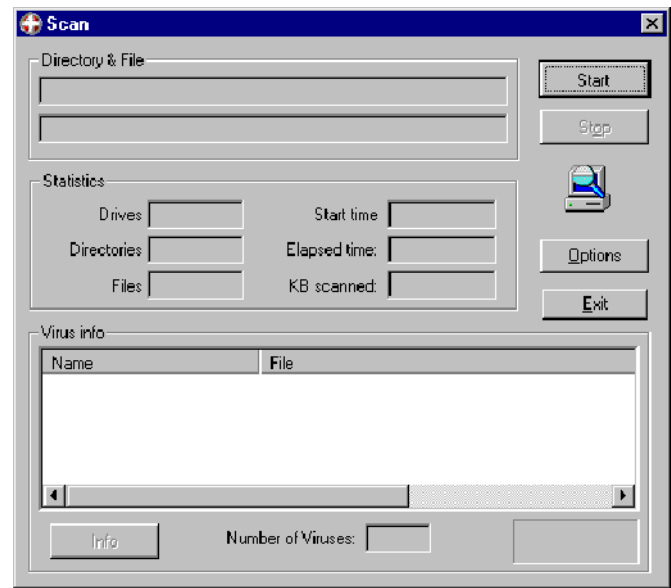 Scan
Directory & File
Start
Stop
Statistics
Drives
Start time
Directories
Elapsed time:
Options
Files
KB scanned:
Exit
Virus info
Name
File
Info
Number of Viruses: